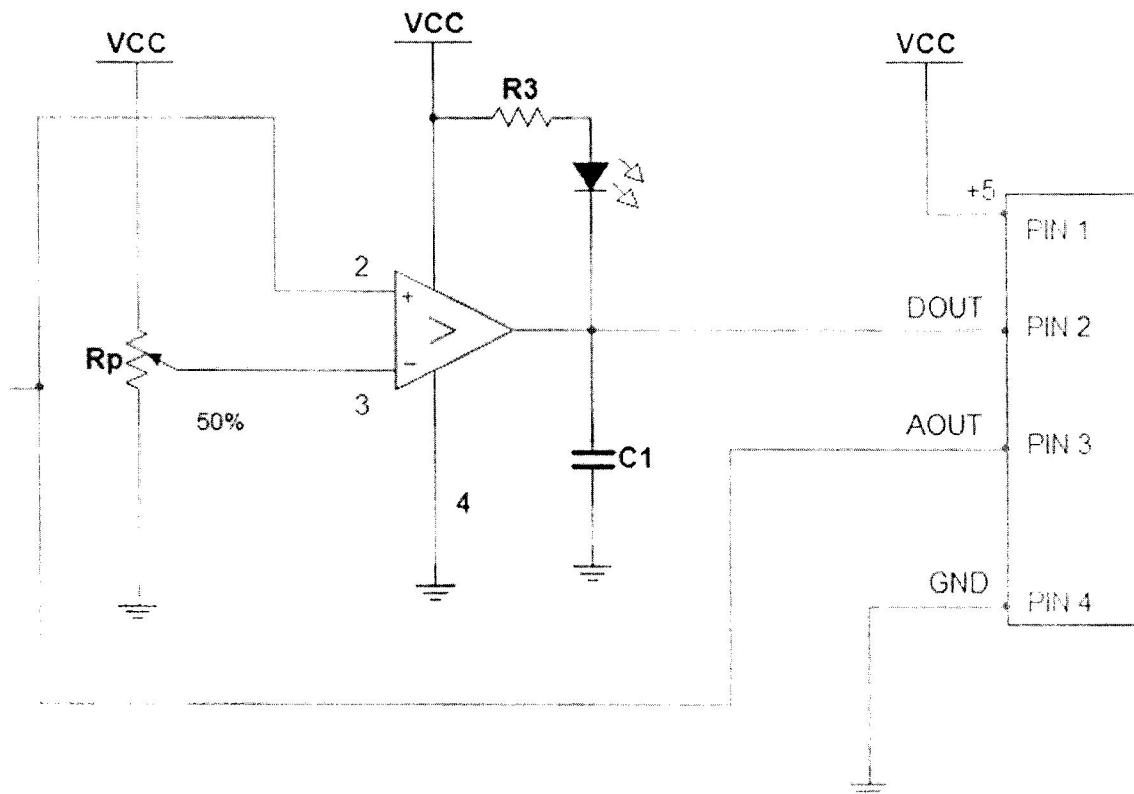 VCC
VCC
VCC
R3
+5
PIN 1
2
+
DOUT
PIN 2
Rp
-
3
50%
AOUT
PIN 3
C1
4
GND
PIN 4